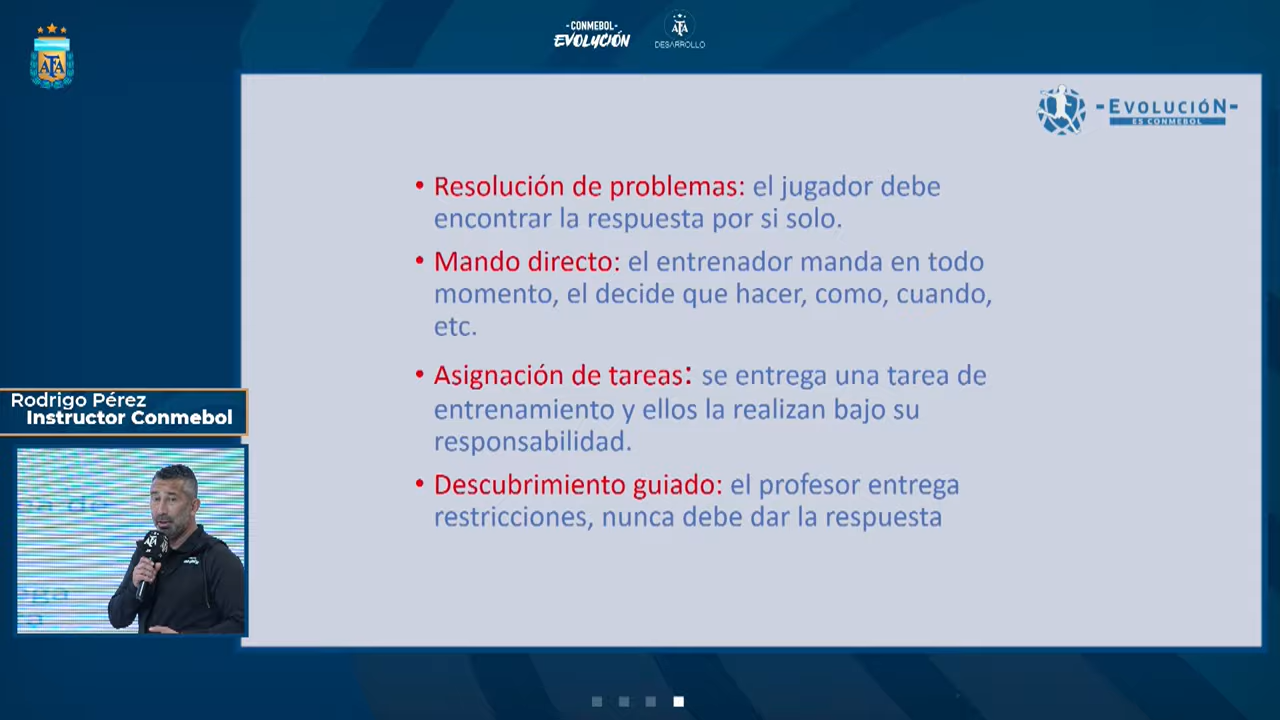 -CONMEBOL-
EVOLUCIÓN
AFA
DESARROLLO
AFA
-EVOLUCIÓN-
ES CONMEBOL
• Resolución de problemas: el jugador debe
encontrar la respuesta por si solo.
• Mando directo: el entrenador manda en todo
momento, el decide que hacer, como, cuando,
etc.
• Asignación de tareas: se entrega una tarea de
entrenamiento y ellos la realizan bajo su
responsabilidad.
• Descubrimiento guiado: el profesor entrega
restricciones, nunca debe dar la respuesta
Rodrigo Pérez
Instructor Conmebol
AFA